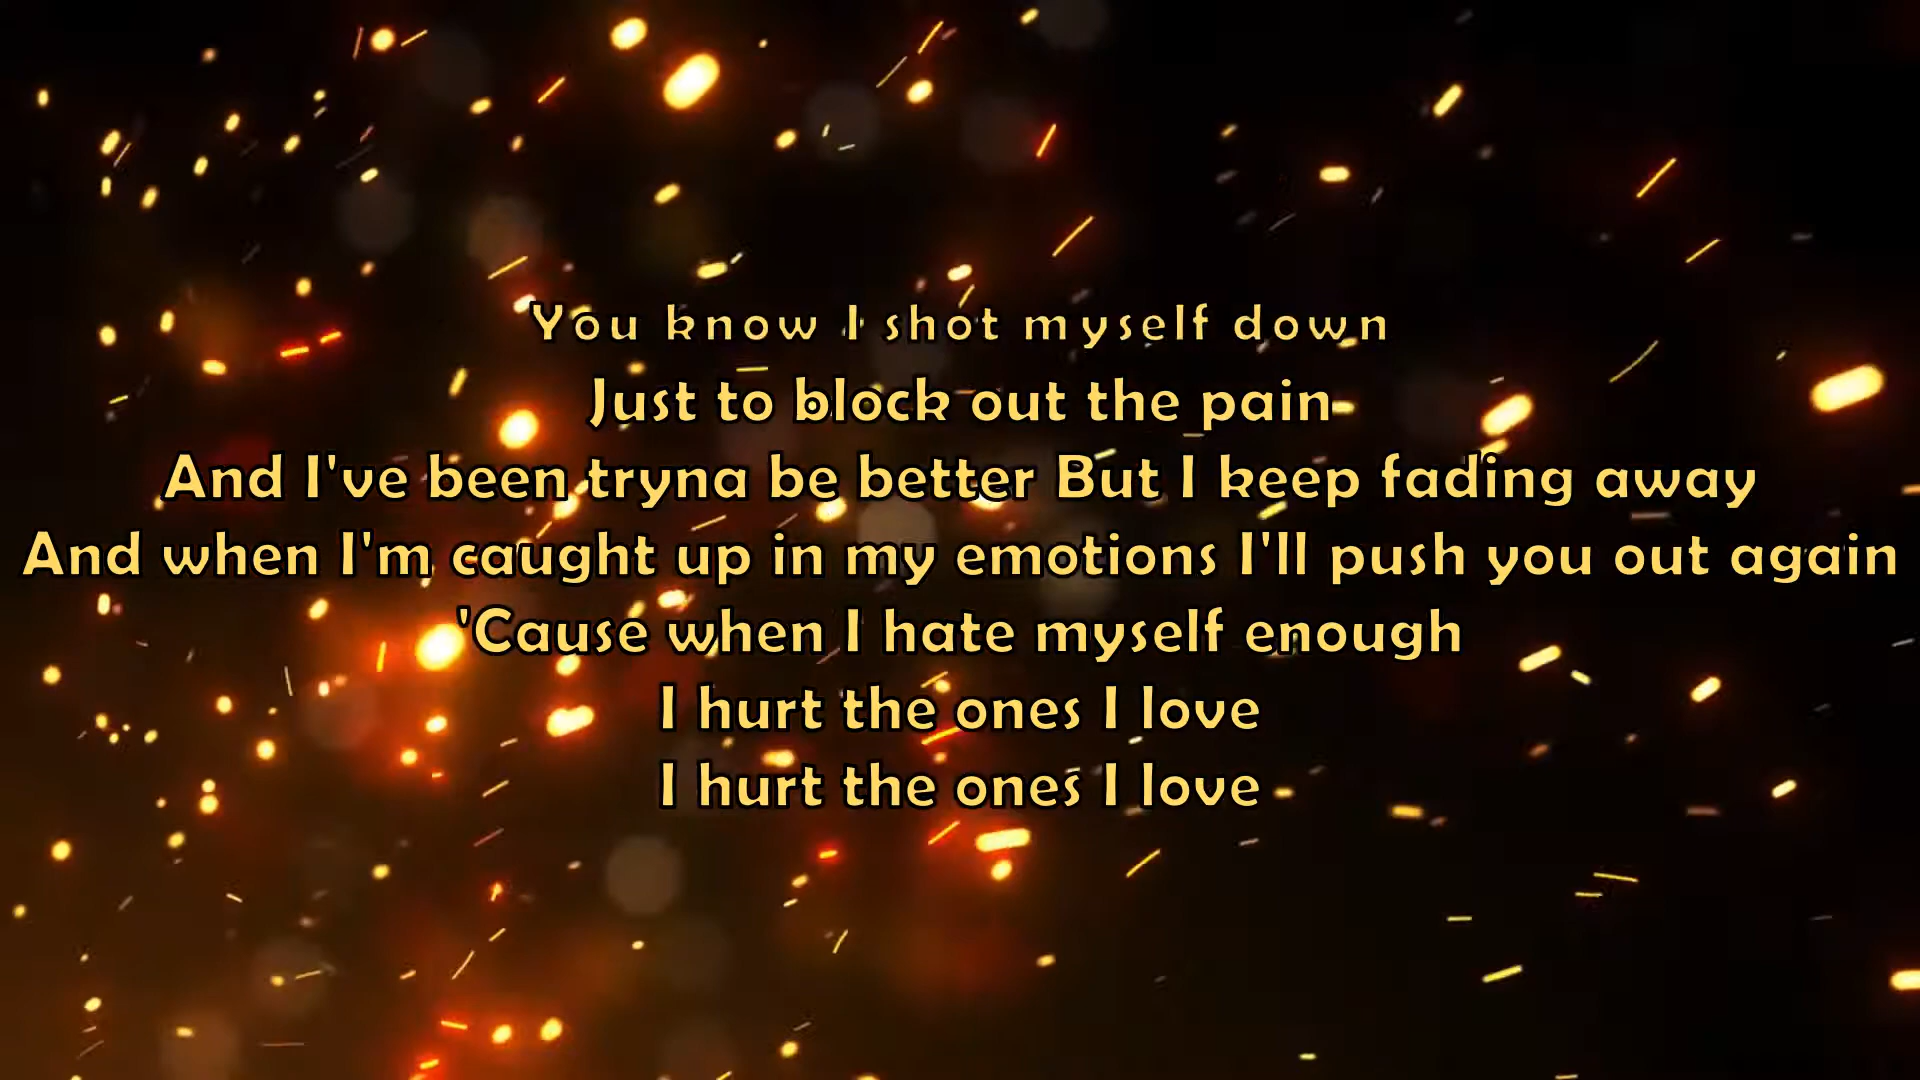 You know I shot myself down
Just to block out the pain
And I've been tryna be better But I keep fading away
And when I'm caught up in my emotions I'll push you out again
'Cause when I hate myself enough
I hurt the ones I love
I hurt the ones I love